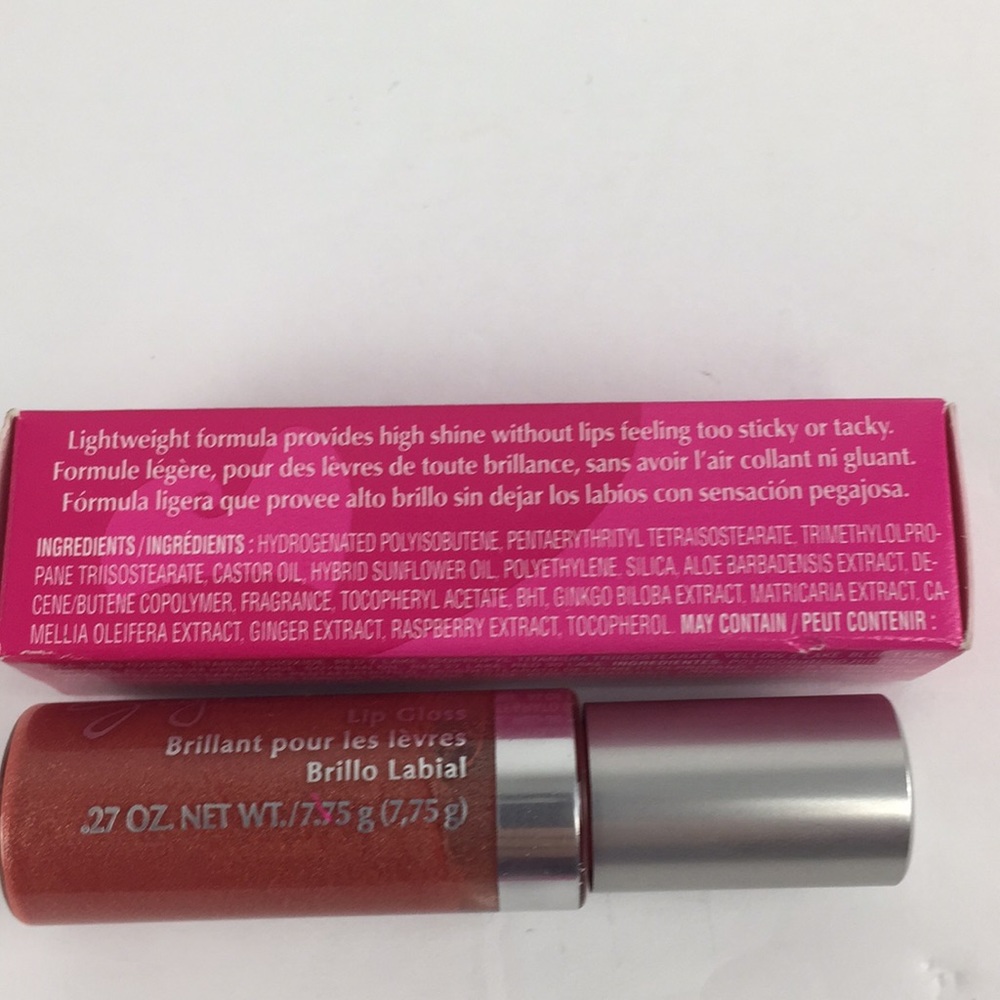 Lightweight formula provides high shine without lips feeling too sticky or tacky.
Formule légère, pour des lèvres de toute brillance, sans avoir l'air collant ni gluant.
Fórmula ligera que provee alto brillo sin dejar los labios con sensación pegajosa.
INGREDIENTS / INGRÉDIENTS : HYDROGENATED POLYISOBUTENE, PENTAERYTHRITYL TETRAISOSTEARATE, TRIMETHYLOLPRO-
PANE TRIISOSTEARATE, CASTOR OIL, HYBRID SUNFLOWER OIL, POLYETHYLENE, SILICA, ALOE BARBADENSIS EXTRACT, DE-
CENE/BUTENE COPOLYMER, FRAGRANCE, TOCOPHERYL ACETATE, BHT, GINKGO BILOBA EXTRACT, MATRICARIA EXTRACT, CA-
MELLIA OLEIFERA EXTRACT, GINGER EXTRACT, RASPBERRY EXTRACT, TOCOPHEROL. MAY CONTAIN / PEUT CONTENIR :
Lip Gloss
Brillant pour les lèvres
Brillo Labial
.27 OZ. NET WT./7.75 g (7,75 g)